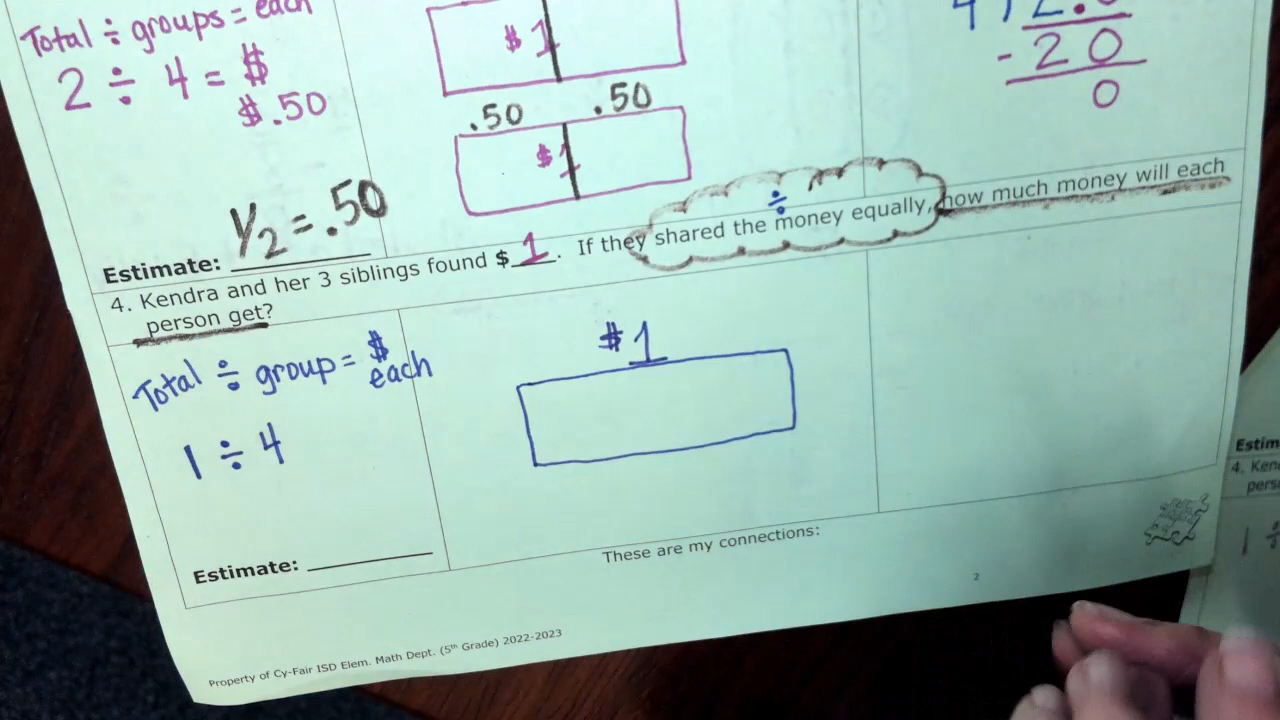 Total ÷ groups = each
2 ÷ 4 = $
$.50
Estimate: 1/2 = .50
$1
.50 .50
$1
4 2.0
- 2 0
0
4. Kendra and her 3 siblings found $ 1 . If they shared the money equally, how much money will each
÷
person get?
Total ÷ group = $ each
1 ÷ 4
$1
Estimate:
These are my connections:
2
Property of Cy-Fair ISD Elem. Math Dept. (5th Grade) 2022-2023
Estim
4. Ken
pers
1